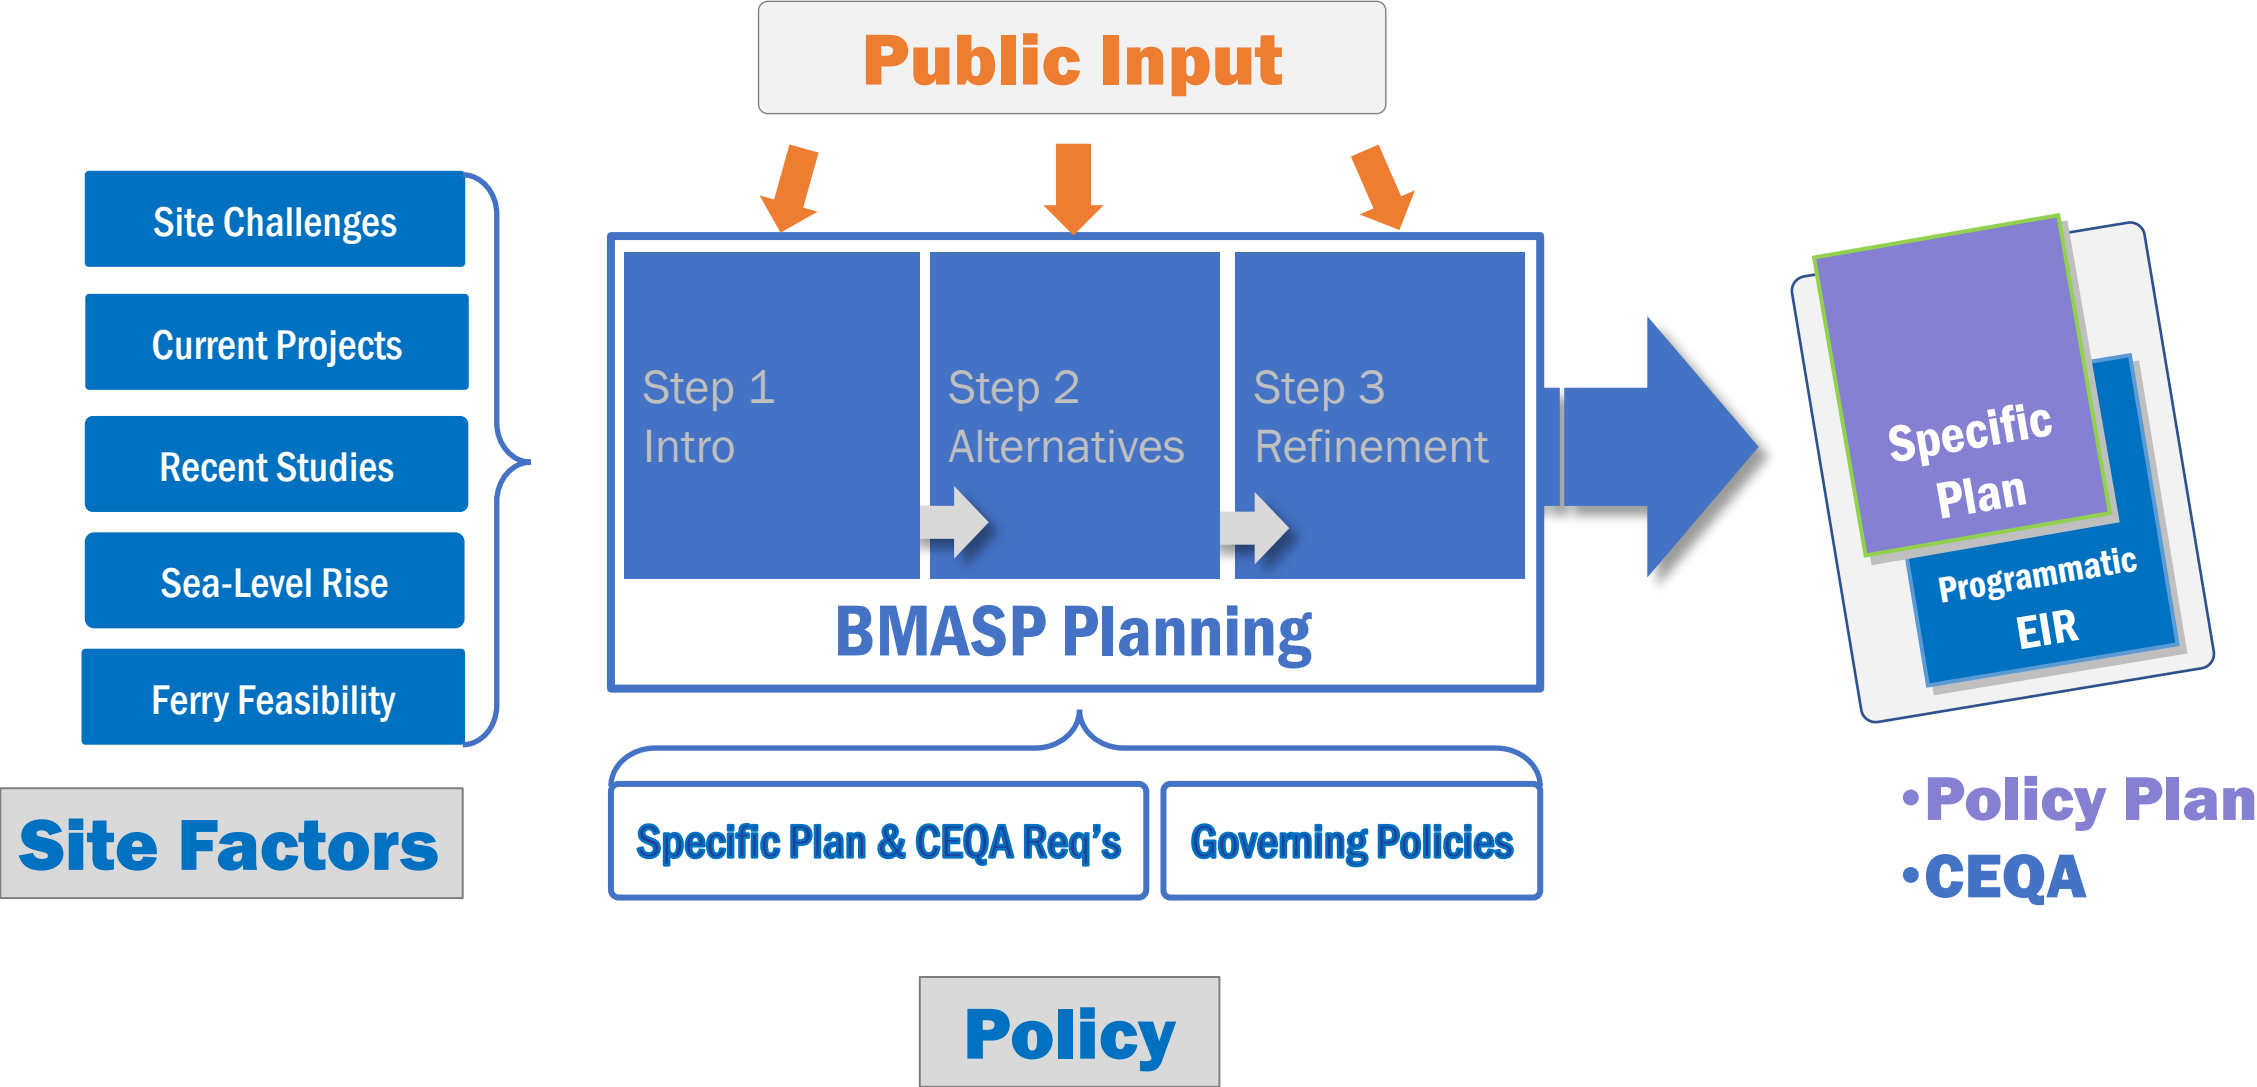 Public Input
Site Challenges
Current Projects
Recent Studies
Sea-Level Rise
Ferry Feasibility
Site Factors
Step 1
Intro
Step 2
Alternatives
Step 3
Refinement
BMASP Planning
Specific Plan & CEQA Req's
Governing Policies
Policy
Specific
Plan
Programmatic
EIR
•Policy Plan
•CEQA